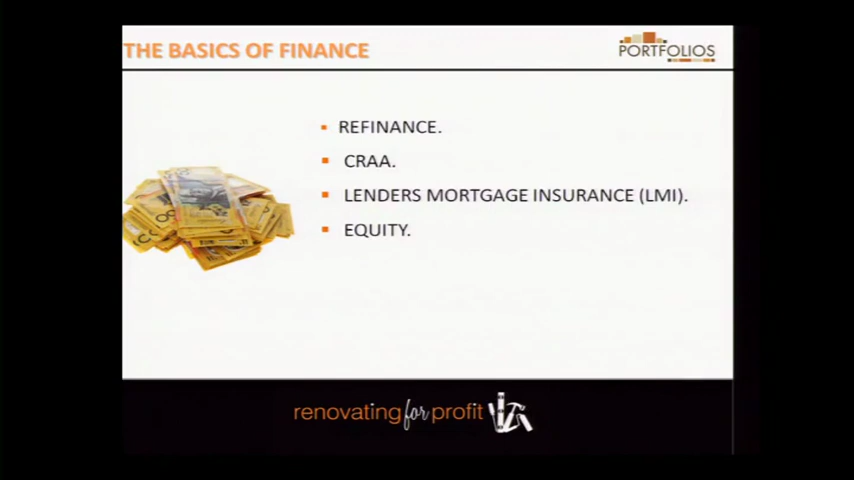 THE BASICS OF FINANCE
PORTFOLIOS
REFINANCE.
CRAA.
LENDERS MORTGAGE INSURANCE (LMI).
EQUITY.
renovating for profit